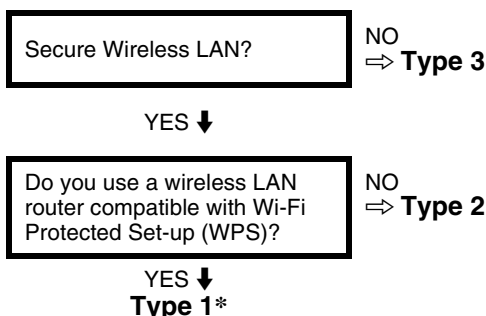 Secure Wireless LAN?
NO
⇨ Type 3
YES ⬇
Do you use a wireless LAN
router compatible with Wi-Fi
Protected Set-up (WPS)?
NO
⇨ Type 2
YES ⬇
Type 1*